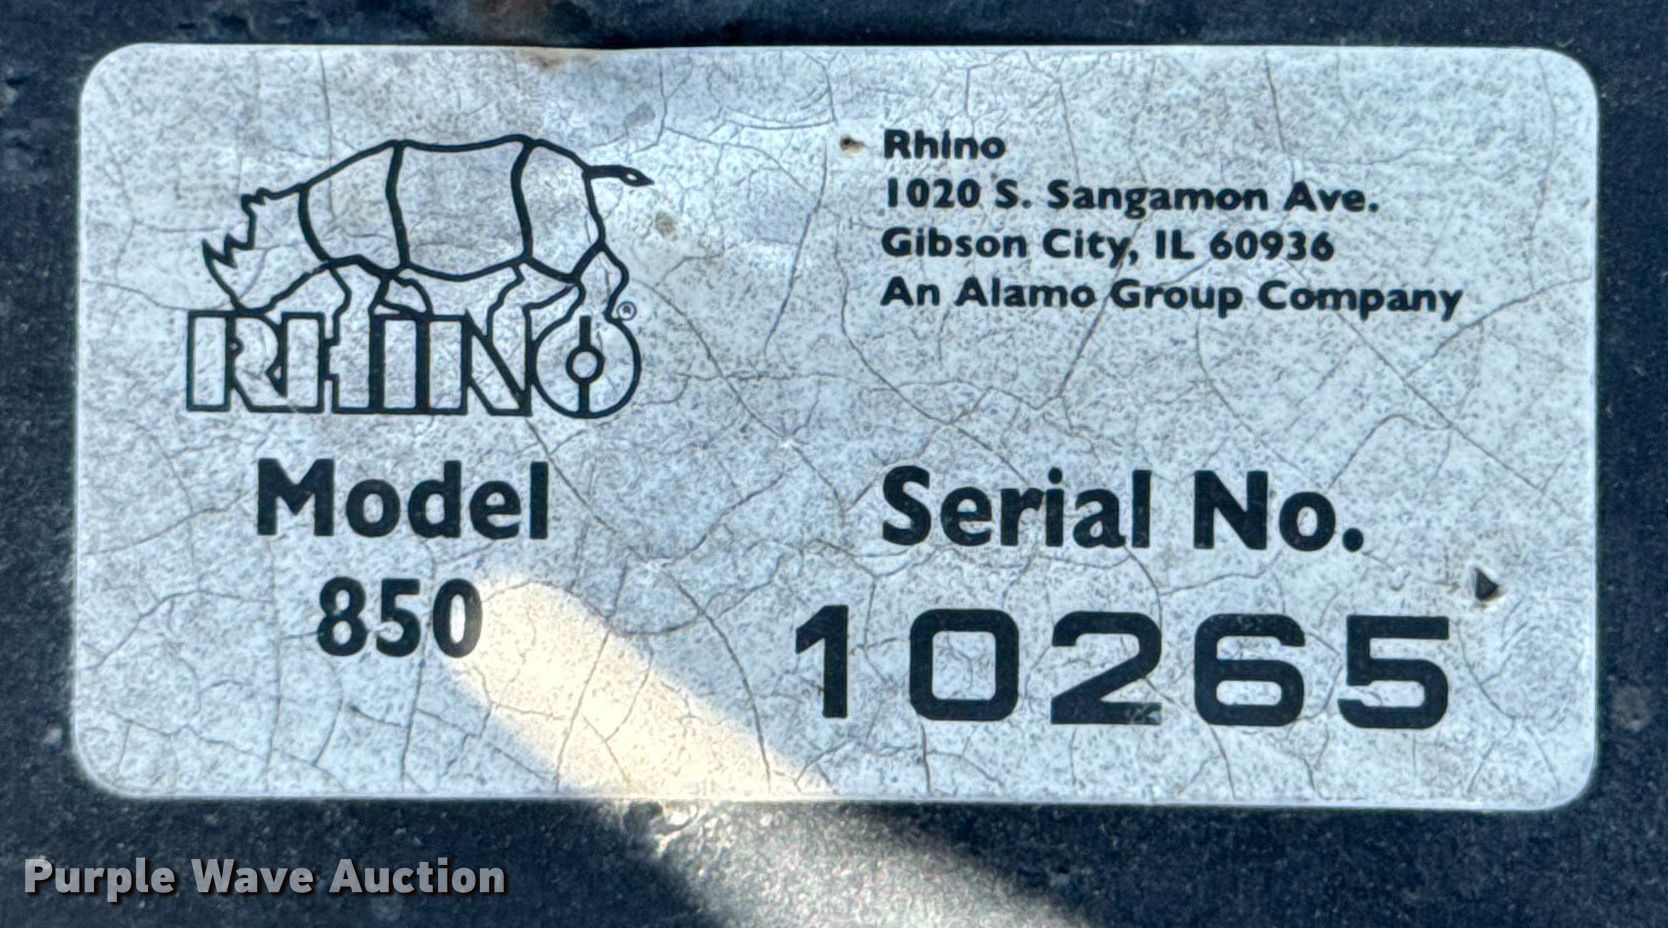 RHINO®
Rhino
1020 S. Sangamon Ave.
Gibson City, IL 60936
An Alamo Group Company
Model
850
Serial No.
10265
Purple Wave Auction